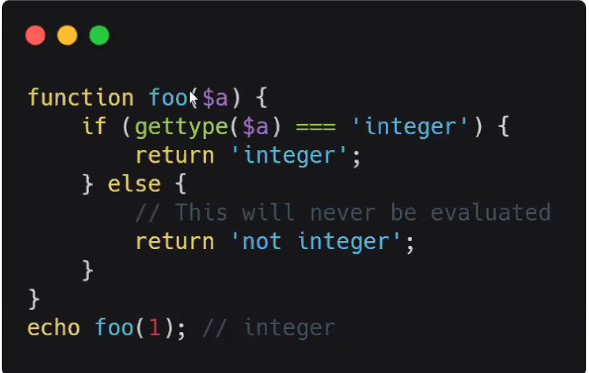 function foo($a) {
    if (gettype($a) === 'integer') {
        return 'integer';
    } else {
        // This will never be evaluated
        return 'not integer';
    }
}
echo foo(1); // integer